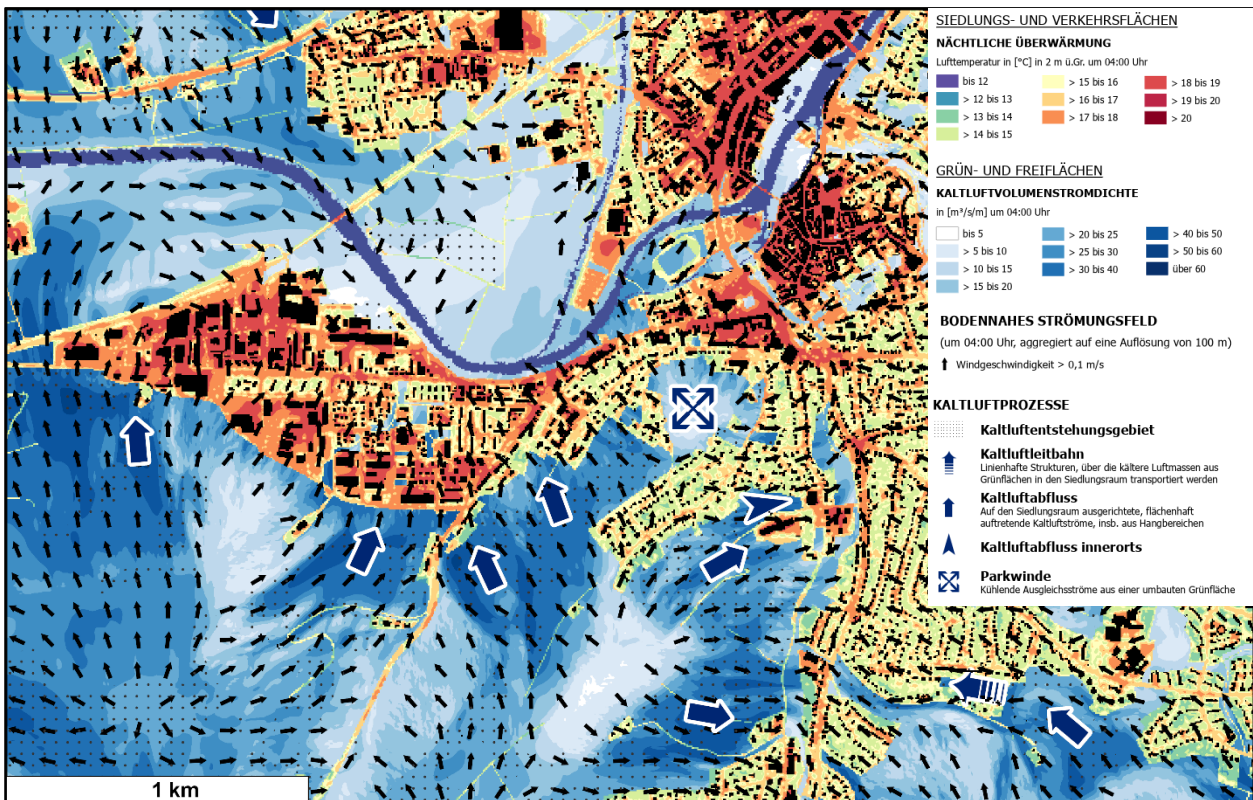 SIEDLUNGS- UND VERKEHRSFLÄCHEN
NÄCHTLICHE ÜBERWÄRMUNG
Lufttemperatur in [°C] in 2 m ü.Gr. um 04:00 Uhr
bis 12
> 12 bis 13
> 13 bis 14
> 14 bis 15
> 15 bis 16
> 16 bis 17
> 17 bis 18
> 18 bis 19
> 19 bis 20
> 20
GRÜN- UND FREIFLÄCHEN
KALTLUFTVOLUMENSTROMDICHTE
in [m³/s/m] um 04:00 Uhr
bis 5
> 5 bis 10
> 10 bis 15
> 15 bis 20
> 20 bis 25
> 25 bis 30
> 30 bis 40
> 40 bis 50
> 50 bis 60
über 60
BODENNAHES STRÖMUNGSFELD
(um 04:00 Uhr, aggregiert auf eine Auflösung von 100 m)
Windgeschwindigkeit > 0,1 m/s
KALTLUFTPROZESSE
Kaltluftentstehungsgebiet
Kaltluftleitbahn
Linienhafte Strukturen, über die kältere Luftmassen aus
Grünflächen in den Siedlungsraum transportiert werden
Kaltluftabfluss
Auf den Siedlungsraum ausgerichtete, flächenhaft
auftretende Kaltluftströme, insb. aus Hangbereichen
Kaltluftabfluss innerorts
Parkwinde
Kühlende Ausgleichsströme aus einer umbauten Grünfläche
1 km